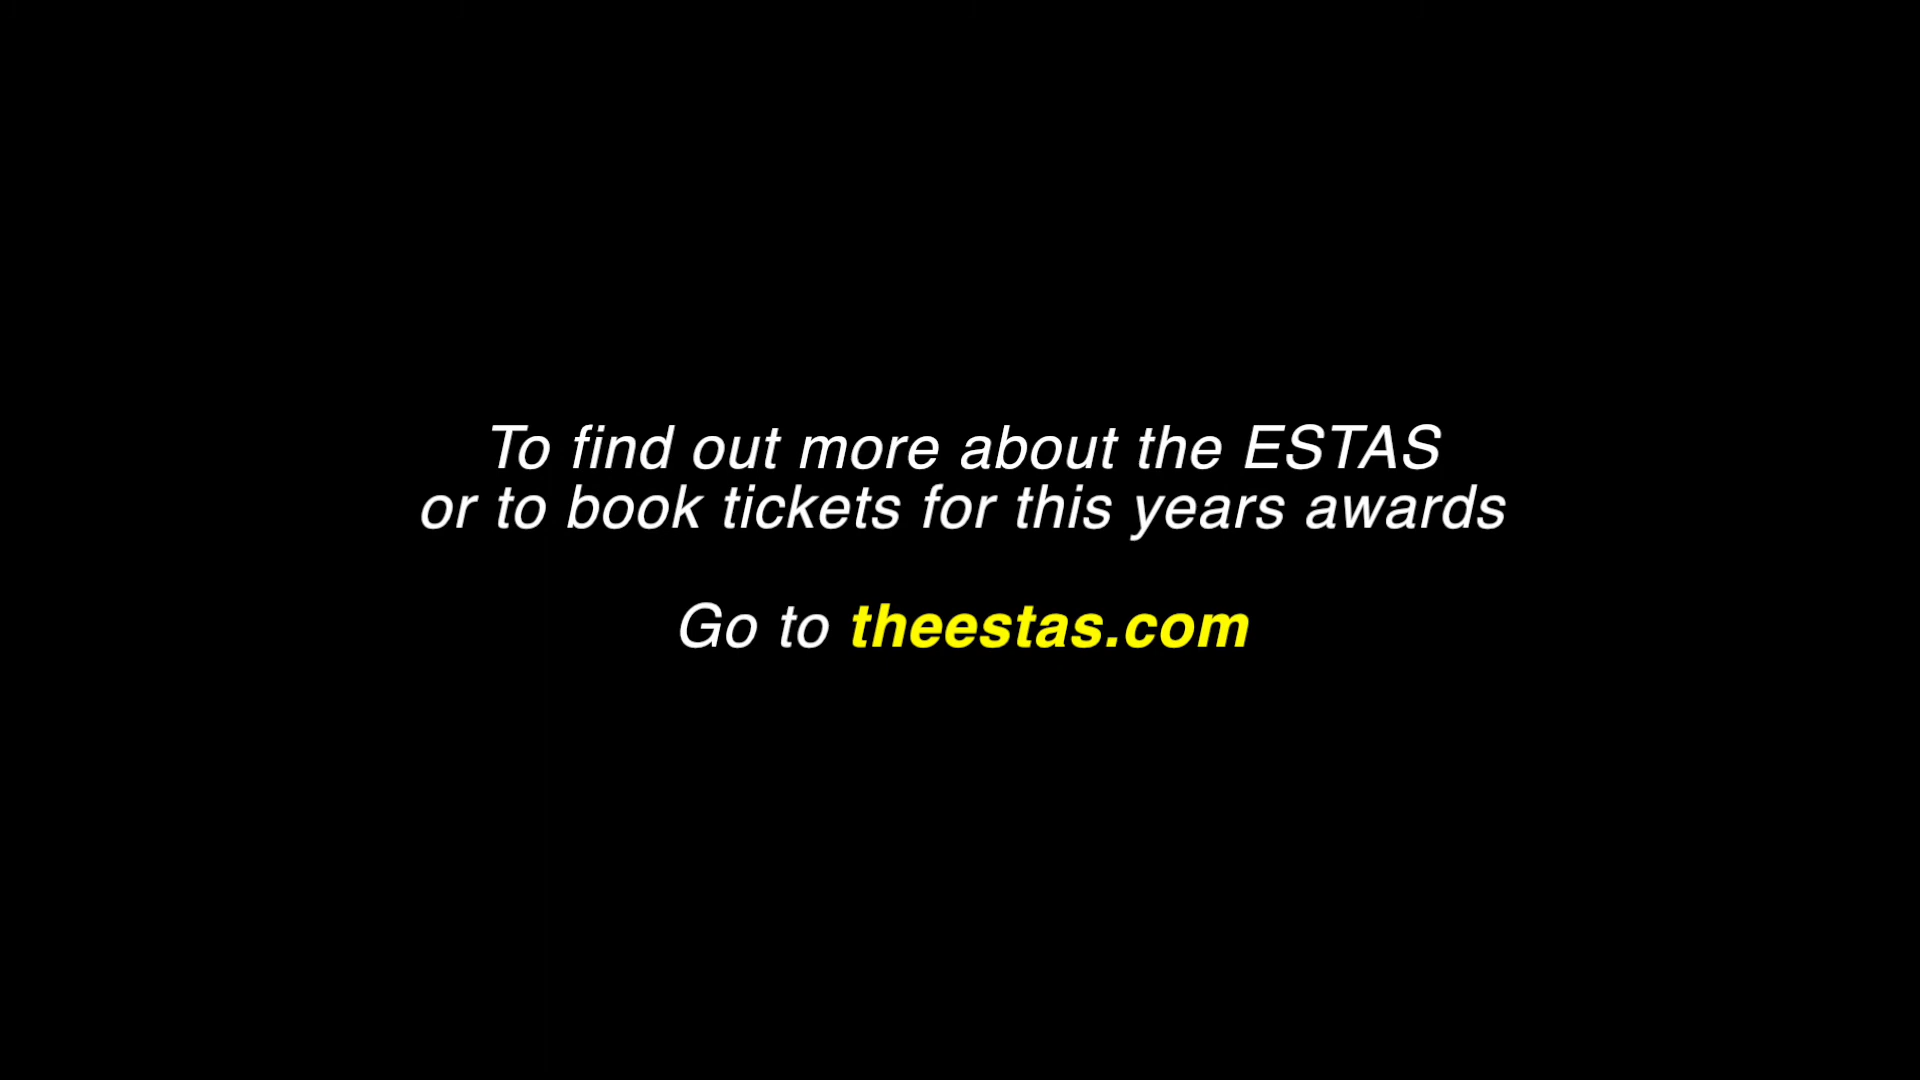 To find out more about the ESTAS
or to book tickets for this years awards
Go to theestas.com